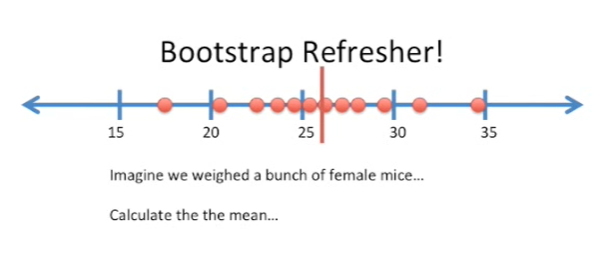 Bootstrap Refresher!
15 20 25 30 35
Imagine we weighed a bunch of female mice...
Calculate the the mean...